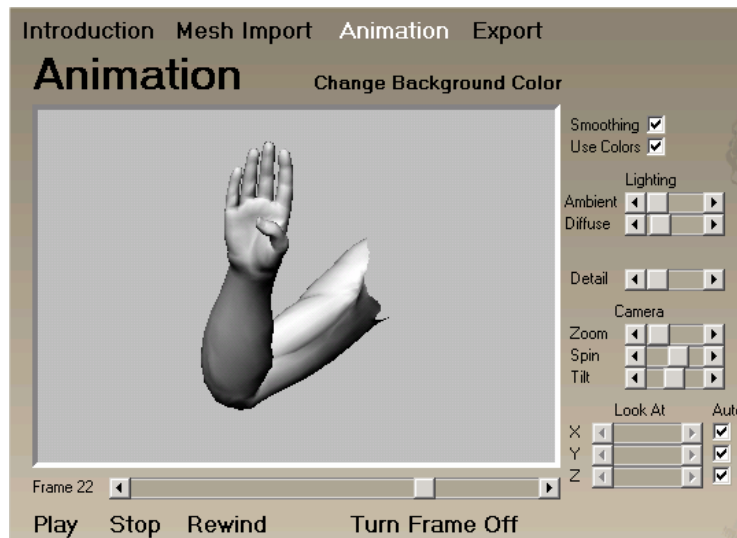 Introduction Mesh Import Animation Export
Animation
Change Background Color
Smoothing
Use Colors
Lighting
Ambient
Diffuse
Detail
Camera
Zoom
Spin
Tilt
Look At Auto
X
Y
Z
Frame 22
Play Stop Rewind Turn Frame Off